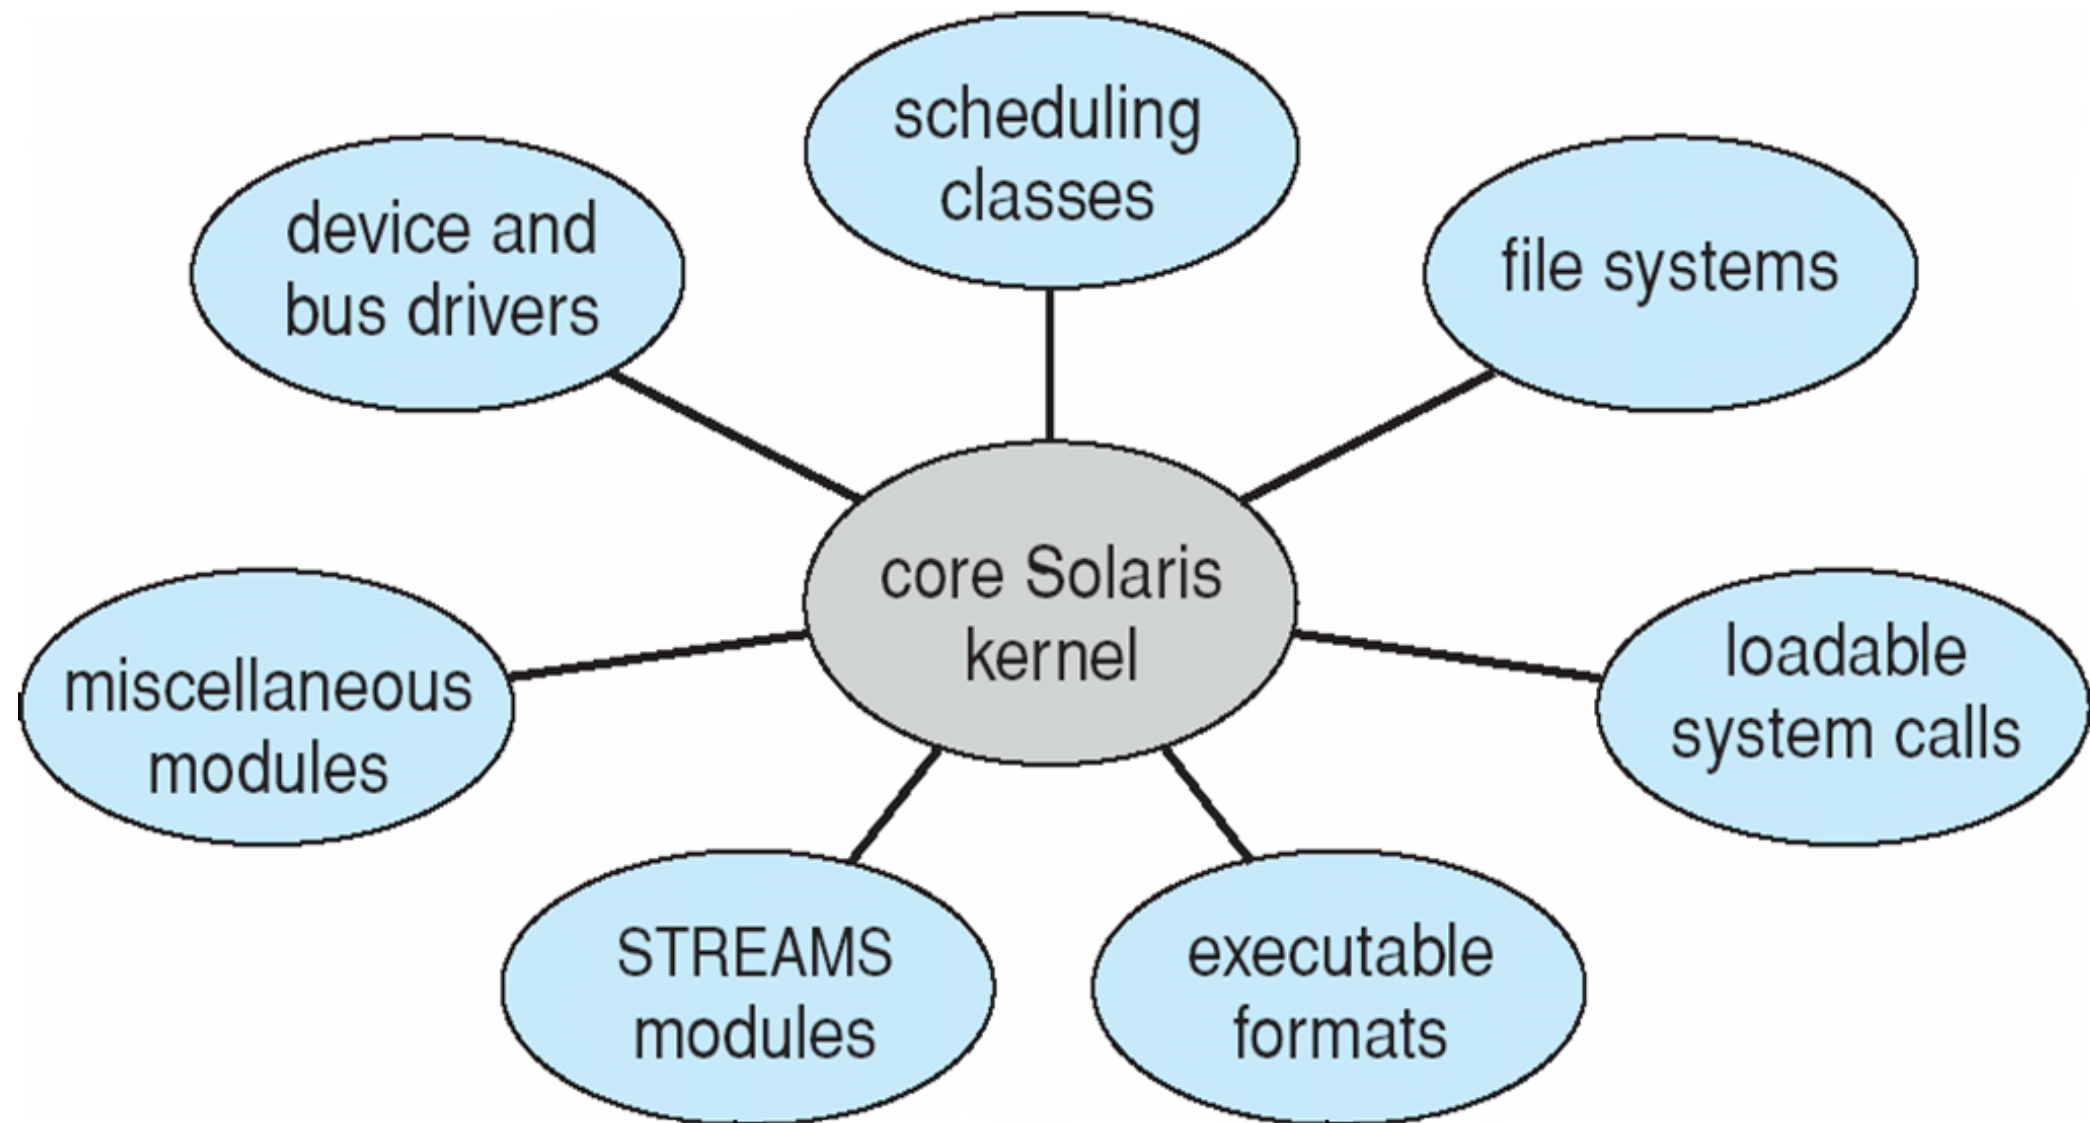 scheduling
classes
device and
bus drivers
file systems
core Solaris
kernel
miscellaneous
modules
loadable
system calls
STREAMS
modules
executable
formats